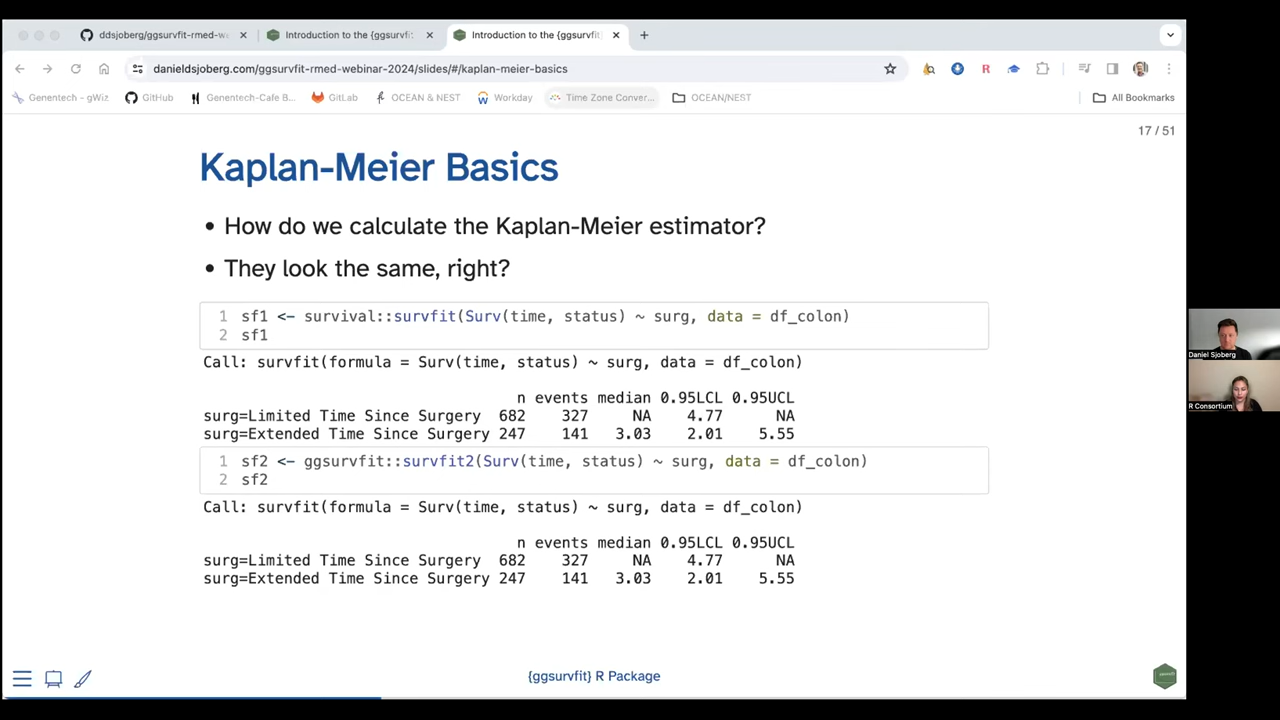 ddsjoberg/ggsurvfit-rmed-we
Introduction to the {ggsurvfi
Introduction to the {ggsurvfit
danieldsjoberg.com/ggsurvfit-rmed-webinar-2024/slides/#/kaplan-meier-basics
Genentech - gWiz
GitHub
Genentech-Cafe B...
GitLab
OCEAN & NEST
Workday
Time Zone Conver...
OCEAN/NEST
All Bookmarks
17 / 51
Kaplan-Meier Basics
• How do we calculate the Kaplan-Meier estimator?
• They look the same, right?
1 sf1 <- survival::survfit(Surv(time, status) ~ surg, data = df_colon)
2 sf1
Call: survfit(formula = Surv(time, status) ~ surg, data = df_colon)
n events median 0.95LCL 0.95UCL
surg=Limited Time Since Surgery 682 327 NA 4.77 NA
surg=Extended Time Since Surgery 247 141 3.03 2.01 5.55
1 sf2 <- ggsurvfit::survfit2(Surv(time, status) ~ surg, data = df_colon)
2 sf2
Call: survfit(formula = Surv(time, status) ~ surg, data = df_colon)
n events median 0.95LCL 0.95UCL
surg=Limited Time Since Surgery 682 327 NA 4.77 NA
surg=Extended Time Since Surgery 247 141 3.03 2.01 5.55
{ggsurvfit} R Package
Daniel Sjoberg
R Consortium